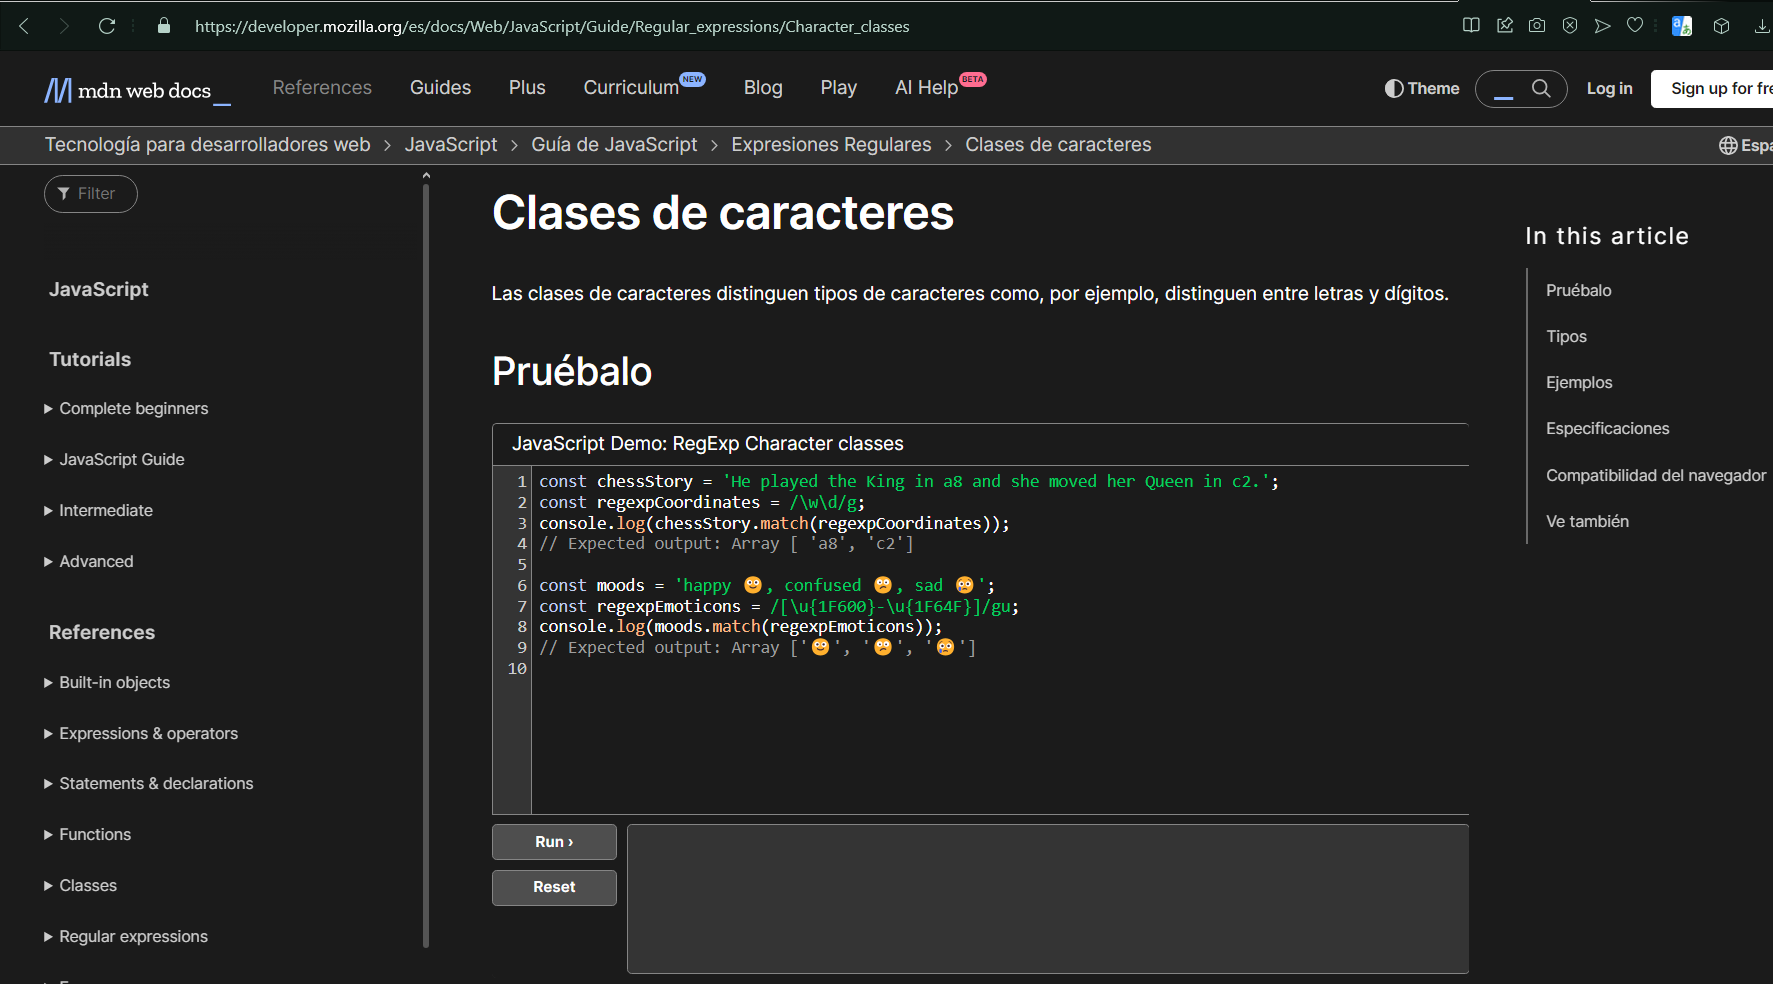 https://developer.mozilla.org/es/docs/Web/JavaScript/Guide/Regular_expressions/Character_classes
mdn web docs_
References Guides Plus Curriculum NEW Blog Play AI Help BETA
Theme
Log in
Sign up for fre
Tecnología para desarrolladores web > JavaScript > Guía de JavaScript > Expresiones Regulares > Clases de caracteres
Espa
Filter
JavaScript
Tutorials
Complete beginners
JavaScript Guide
Intermediate
Advanced
References
Built-in objects
Expressions & operators
Statements & declarations
Functions
Classes
Regular expressions
Clases de caracteres
Las clases de caracteres distinguen tipos de caracteres como, por ejemplo, distinguen entre letras y dígitos.
Pruébalo
JavaScript Demo: RegExp Character classes
1 const chessStory = 'He played the King in a8 and she moved her Queen in c2.';
2 const regexpCoordinates = /\w\d/g;
3 console.log(chessStory.match(regexpCoordinates));
4 // Expected output: Array [ 'a8', 'c2']
5
6 const moods = 'happy 🙂, confused 😕, sad 😢';
7 const regexpEmoticons = /[\u{1F600}-\u{1F64F}]/gu;
8 console.log(moods.match(regexpEmoticons));
9 // Expected output: Array ['🙂', '😕', '😢']
10
Run ›
Reset
In this article
Pruébalo
Tipos
Ejemplos
Especificaciones
Compatibilidad del navegador
Ve también